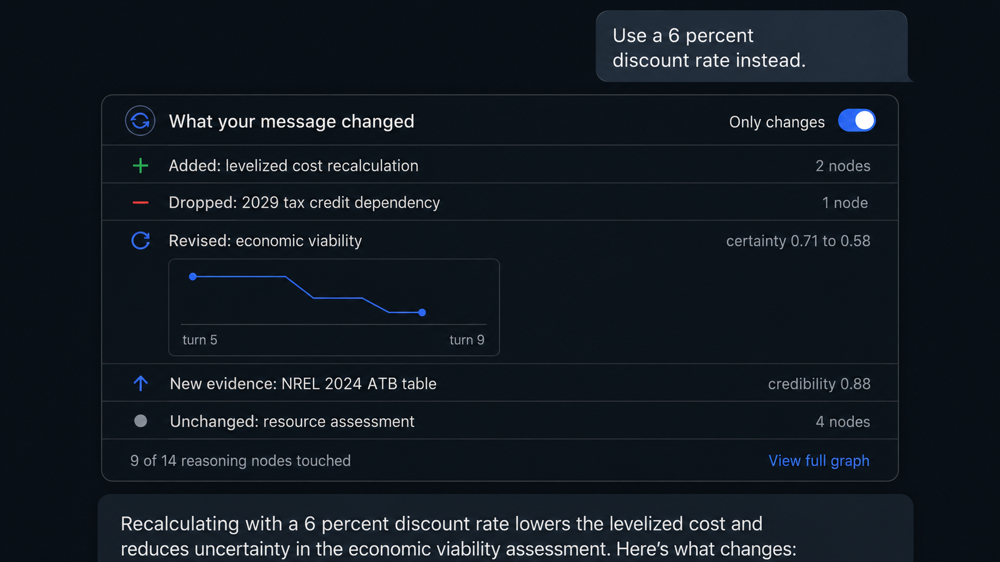 Use a 6 percent
discount rate instead.
What your message changed
Only changes
Added: levelized cost recalculation
2 nodes
Dropped: 2029 tax credit dependency
1 node
Revised: economic viability
certainty 0.71 to 0.58
turn 5
turn 9
New evidence: NREL 2024 ATB table
credibility 0.88
Unchanged: resource assessment
4 nodes
9 of 14 reasoning nodes touched
View full graph
Recalculating with a 6 percent discount rate lowers the levelized cost and
reduces uncertainty in the economic viability assessment. Here’s what changes: